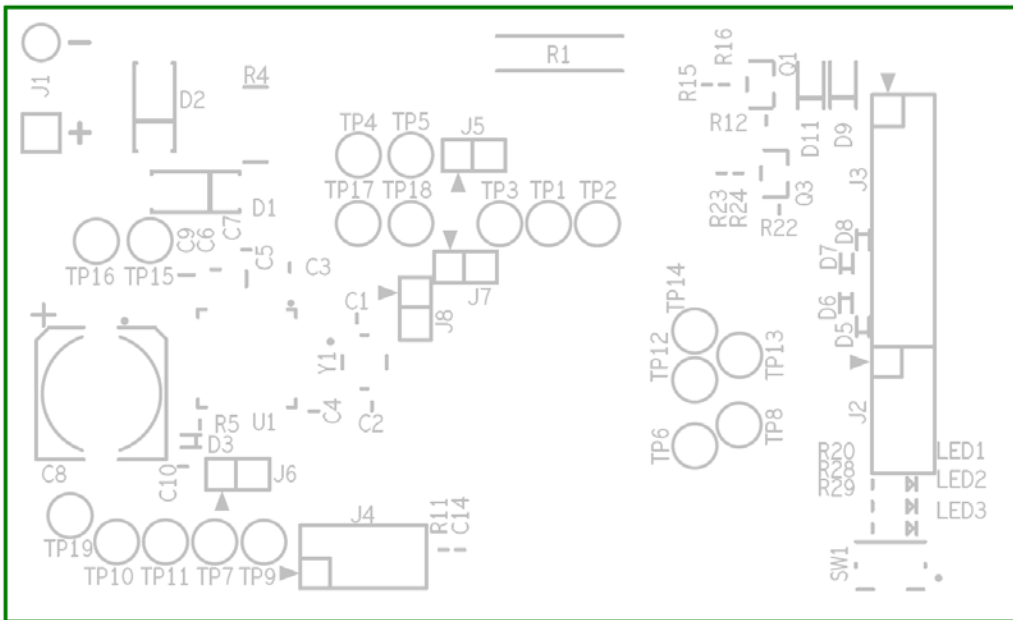 J1
−
+
D2
R4
R1
R15
R16
Q1
R12
D11
D9
J3
TP4
TP5
J5
TP17
TP18
TP3
TP1
TP2
R23
R24
Q3
R22
D1
TP16
TP15
C9
C6
C7
C5
C3
J7
J8
C1
D8
D7
D6
D5
TP14
TP12
TP13
TP6
TP8
+
C8
Y1
C4
C2
R5
U1
D3
C10
J6
J2
R20
R28
R29
LED1
LED2
LED3
TP19
TP10
TP11
TP7
TP9
J4
R11
C14
SW1